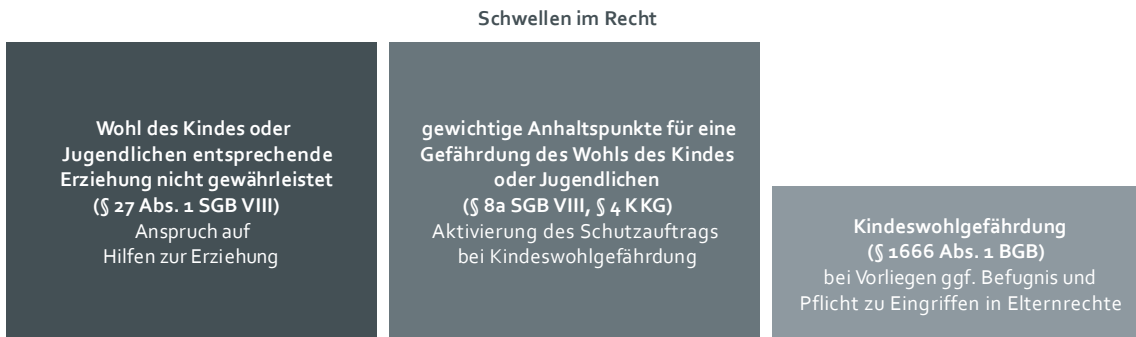 Schwellen im Recht
Wohl des Kindes oder
Jugendlichen entsprechende
Erziehung nicht gewährleistet
(§ 27 Abs. 1 SGB VIII)
Anspruch auf
Hilfen zur Erziehung
gewichtige Anhaltspunkte für eine
Gefährdung des Wohls des Kindes
oder Jugendlichen
(§ 8a SGB VIII, § 4 KKG)
Aktivierung des Schutzauftrags
bei Kindeswohlgefährdung
Kindeswohlgefährdung
(§ 1666 Abs. 1 BGB)
bei Vorliegen ggf. Befugnis und
Pflicht zu Eingriffen in Elternrechte